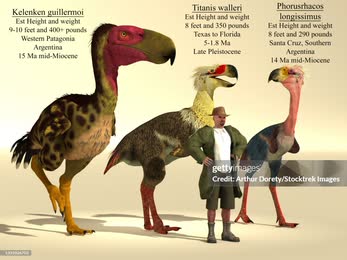 Kelenken guillermoi
Est Height and weight
9-10 feet and 400+ pounds
Western Patagonia
Argentina
15 Ma mid-Miocene
Titanis walleri
Est Height and weight
8 feet and 350 pounds
Texas to Florida
5-1.8 Ma
Late Pleistocene
Phorusrhacos
longissimus
Est Height and weight
8 feet and 290 pounds
Santa Cruz, Southern
Argentina
14 Ma mid-Miocene
gettyimages
Credit: Arthur Dorety/Stocktrek Images